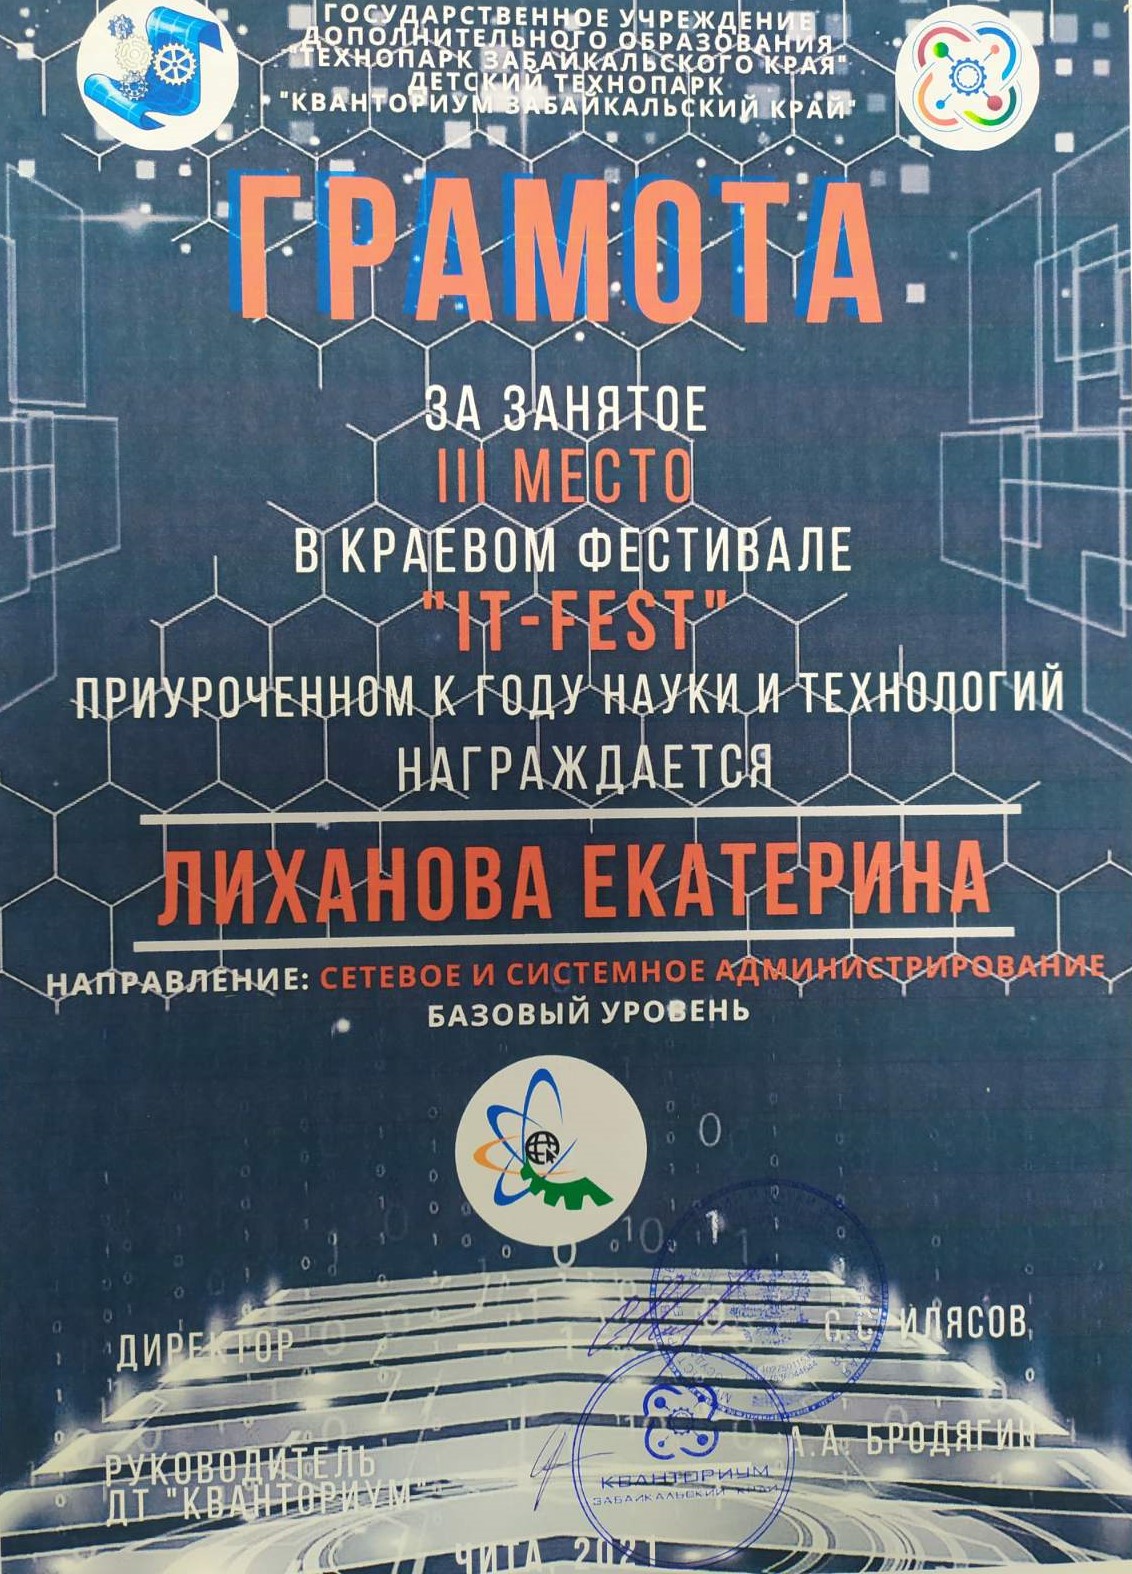 ГОСУДАРСТВЕННОЕ УЧРЕЖДЕНИЕ
ДОПОЛНИТЕЛЬНОГО ОБРАЗОВАНИЯ
"ТЕХНОПАРК ЗАБАЙКАЛЬСКОГО КРАЯ"
ДЕТСКИЙ ТЕХНОПАРК
"КВАНТОРИУМ ЗАБАЙКАЛЬСКИЙ КРАЙ"
ГРАМОТА
ЗА ЗАНЯТОЕ
III МЕСТО
В КРАЕВОМ ФЕСТИВАЛЕ
"IT-FEST"
ПРИУРОЧЕННОМ К ГОДУ НАУКИ И ТЕХНОЛОГИЙ
НАГРАЖДАЕТСЯ
ЛИХАНОВА ЕКАТЕРИНА
НАПРАВЛЕНИЕ: СЕТЕВОЕ И СИСТЕМНОЕ АДМИНИСТРИРОВАНИЕ
БАЗОВЫЙ УРОВЕНЬ
ДИРЕКТОР С.С. ИЛЯСОВ
РУКОВОДИТЕЛЬ А.А. БРОДЯГИН
ДТ "КВАНТОРИУМ"
КВАНТОРИУМ
ЗАБАЙКАЛЬСКИЙ КРАЙ
ЧИТА, 2021